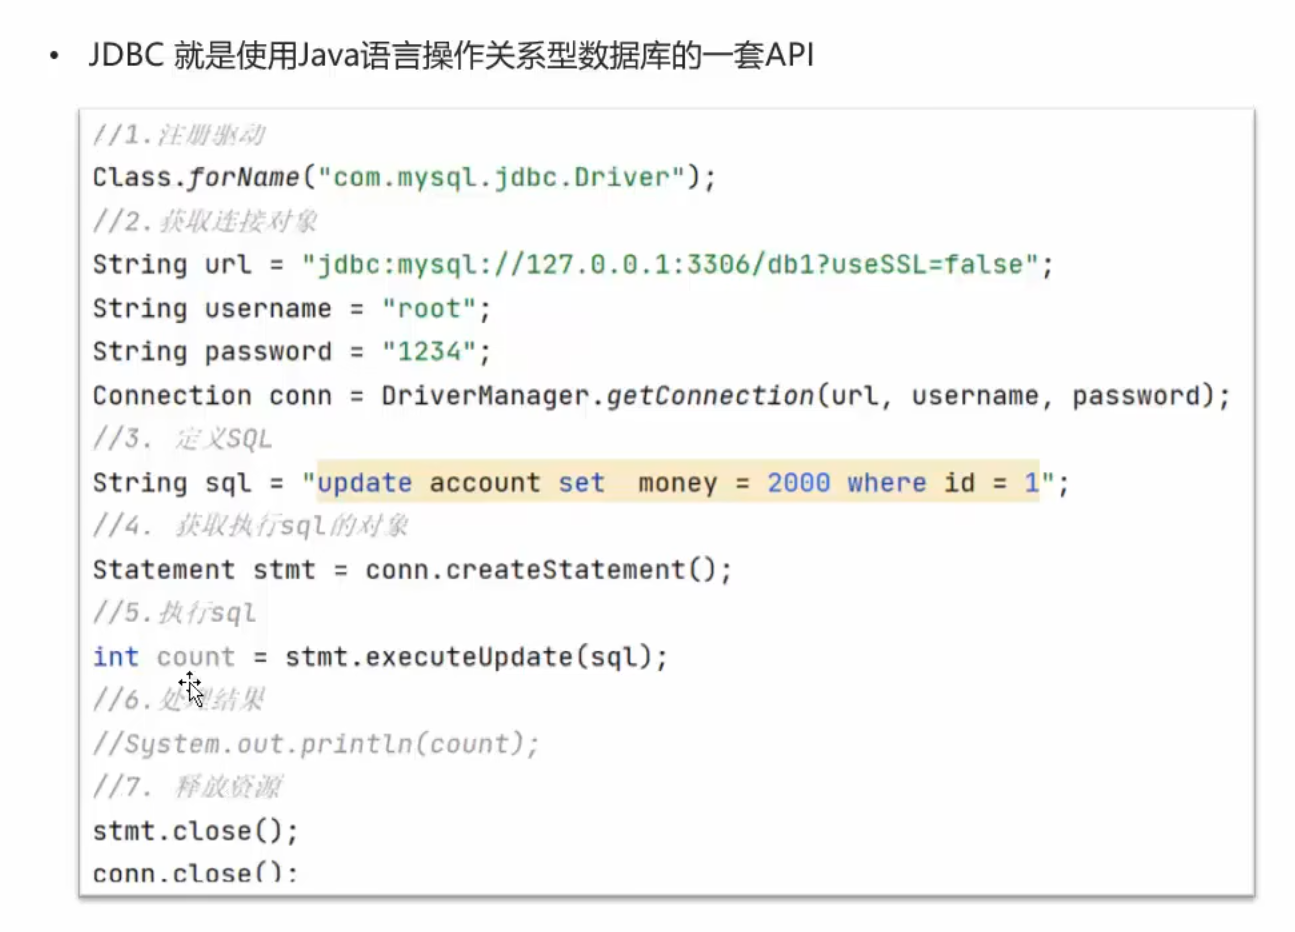 • JDBC 就是使用Java语言操作关系型数据库的一套API
//1.注册驱动
Class.forName("com.mysql.jdbc.Driver");
//2.获取连接对象
String url = "jdbc:mysql://127.0.0.1:3306/db1?useSSL=false";
String username = "root";
String password = "1234";
Connection conn = DriverManager.getConnection(url, username, password);
//3. 定义SQL
String sql = "update account set  money = 2000 where id = 1";
//4. 获取执行sql的对象
Statement stmt = conn.createStatement();
//5.执行sql
int count = stmt.executeUpdate(sql);
//6.处理结果
//System.out.println(count);
//7. 释放资源
stmt.close();
conn.close();